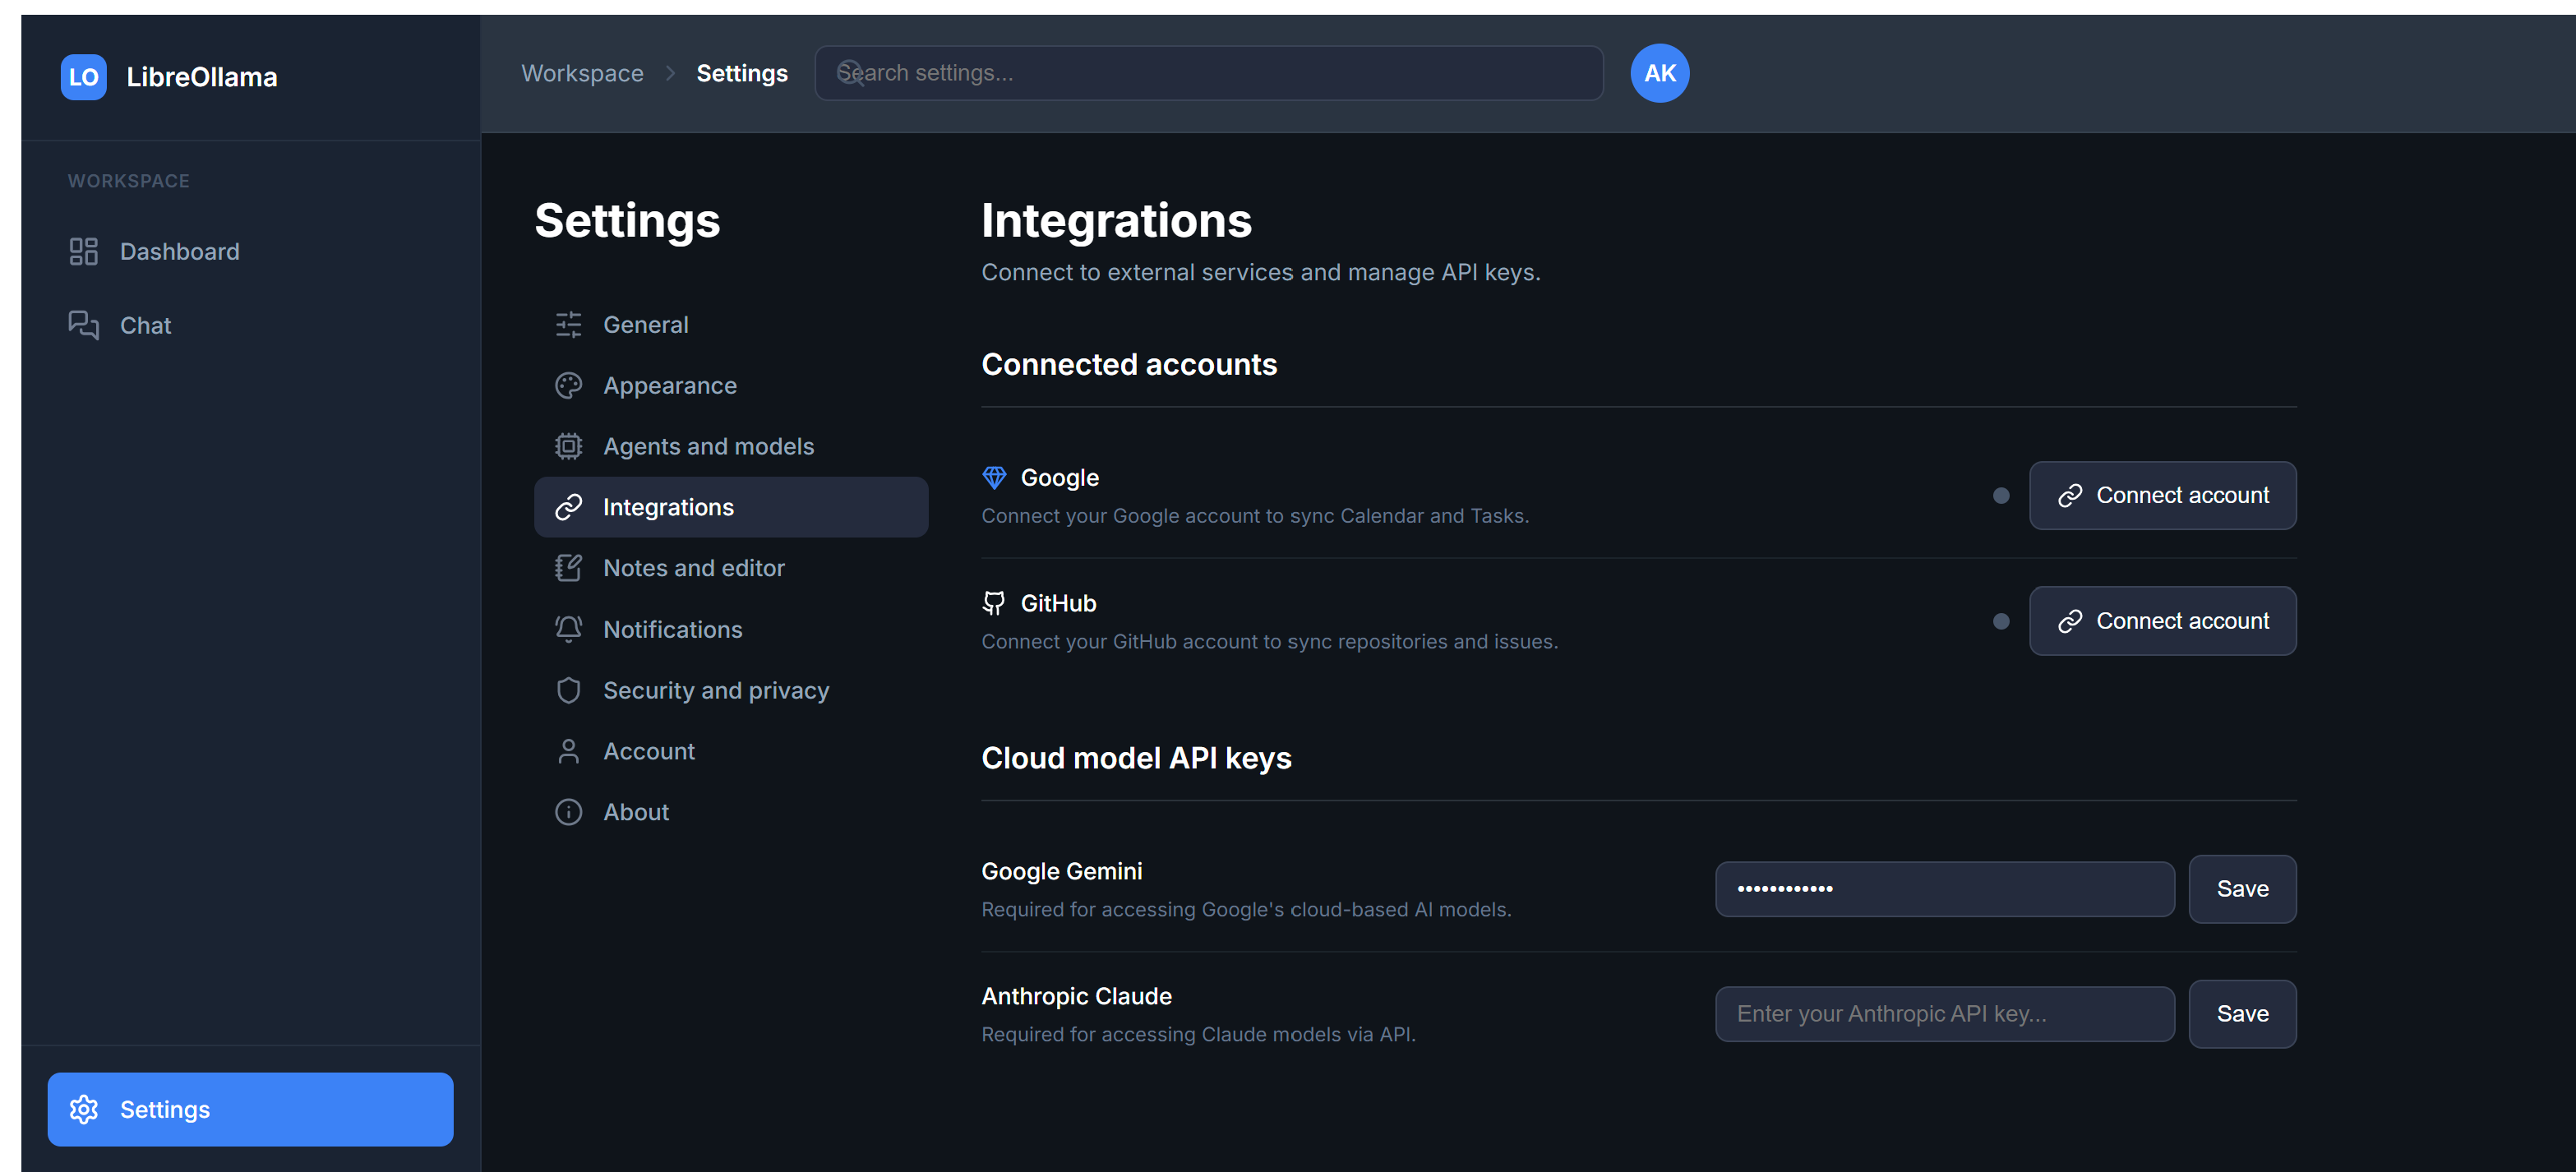 LO LibreOllama
Workspace Settings Search settings... AK
WORKSPACE
Dashboard
Chat
Settings
Settings
General
Appearance
Agents and models
Integrations
Notes and editor
Notifications
Security and privacy
Account
About
Integrations
Connect to external services and manage API keys.
Connected accounts
Google
Connect your Google account to sync Calendar and Tasks.
Connect account
GitHub
Connect your GitHub account to sync repositories and issues.
Connect account
Cloud model API keys
Google Gemini
Required for accessing Google's cloud-based AI models.
•••••••••••• Save
Anthropic Claude
Required for accessing Claude models via API.
Enter your Anthropic API key... Save